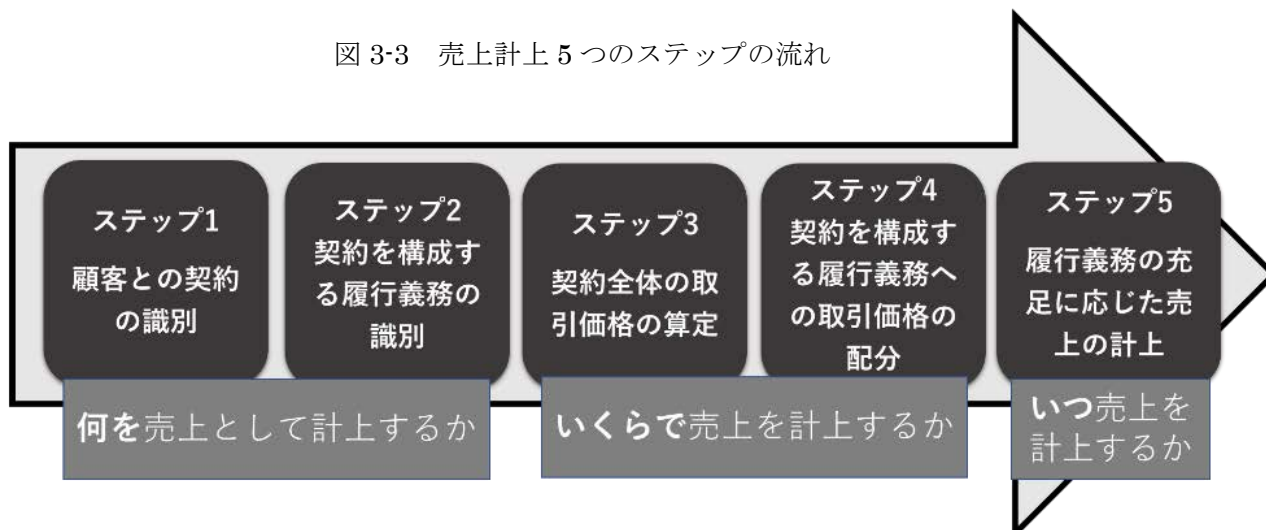 図 3-3　売上計上 5 つのステップの流れ
ステップ1
顧客との契約
の識別
ステップ2
契約を構成す
る履行義務の
識別
ステップ3
契約全体の取
引価格の算定
ステップ4
契約を構成す
る履行義務へ
の取引価格の
配分
ステップ5
履行義務の充
足に応じた売
上の計上
何を売上として計上するか
いくらで売上を計上するか
いつ売上を
計上するか